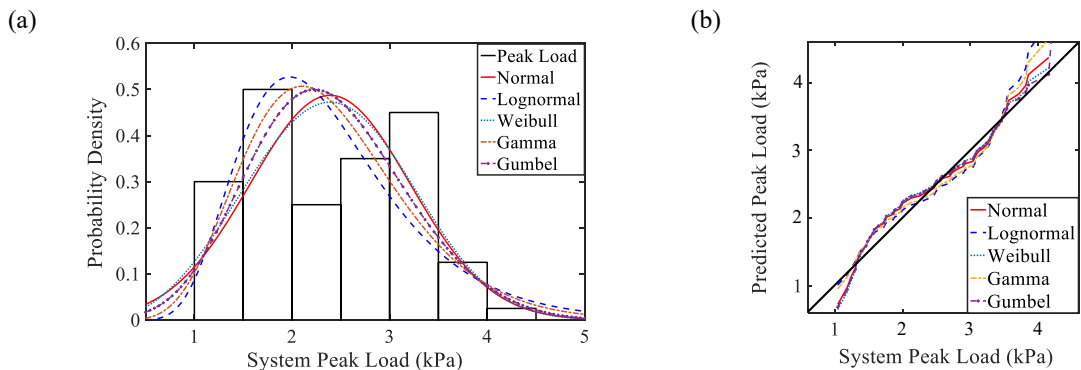 (a)
0.6
0.5
0.4
0.3
0.2
0.1
0
Probability Density
1 2 3 4 5
System Peak Load (kPa)
Peak Load
Normal
Lognormal
Weibull
Gamma
Gumbel
(b)
4
3
2
1
Predicted Peak Load (kPa)
1 2 3 4
System Peak Load (kPa)
Normal
Lognormal
Weibull
Gamma
Gumbel